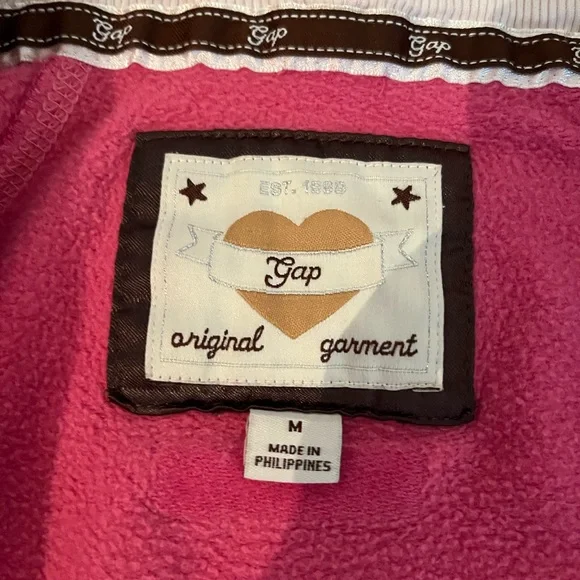 Gap Gap Gap
EST. 1969
Gap
original garment
M
MADE IN
PHILIPPINES